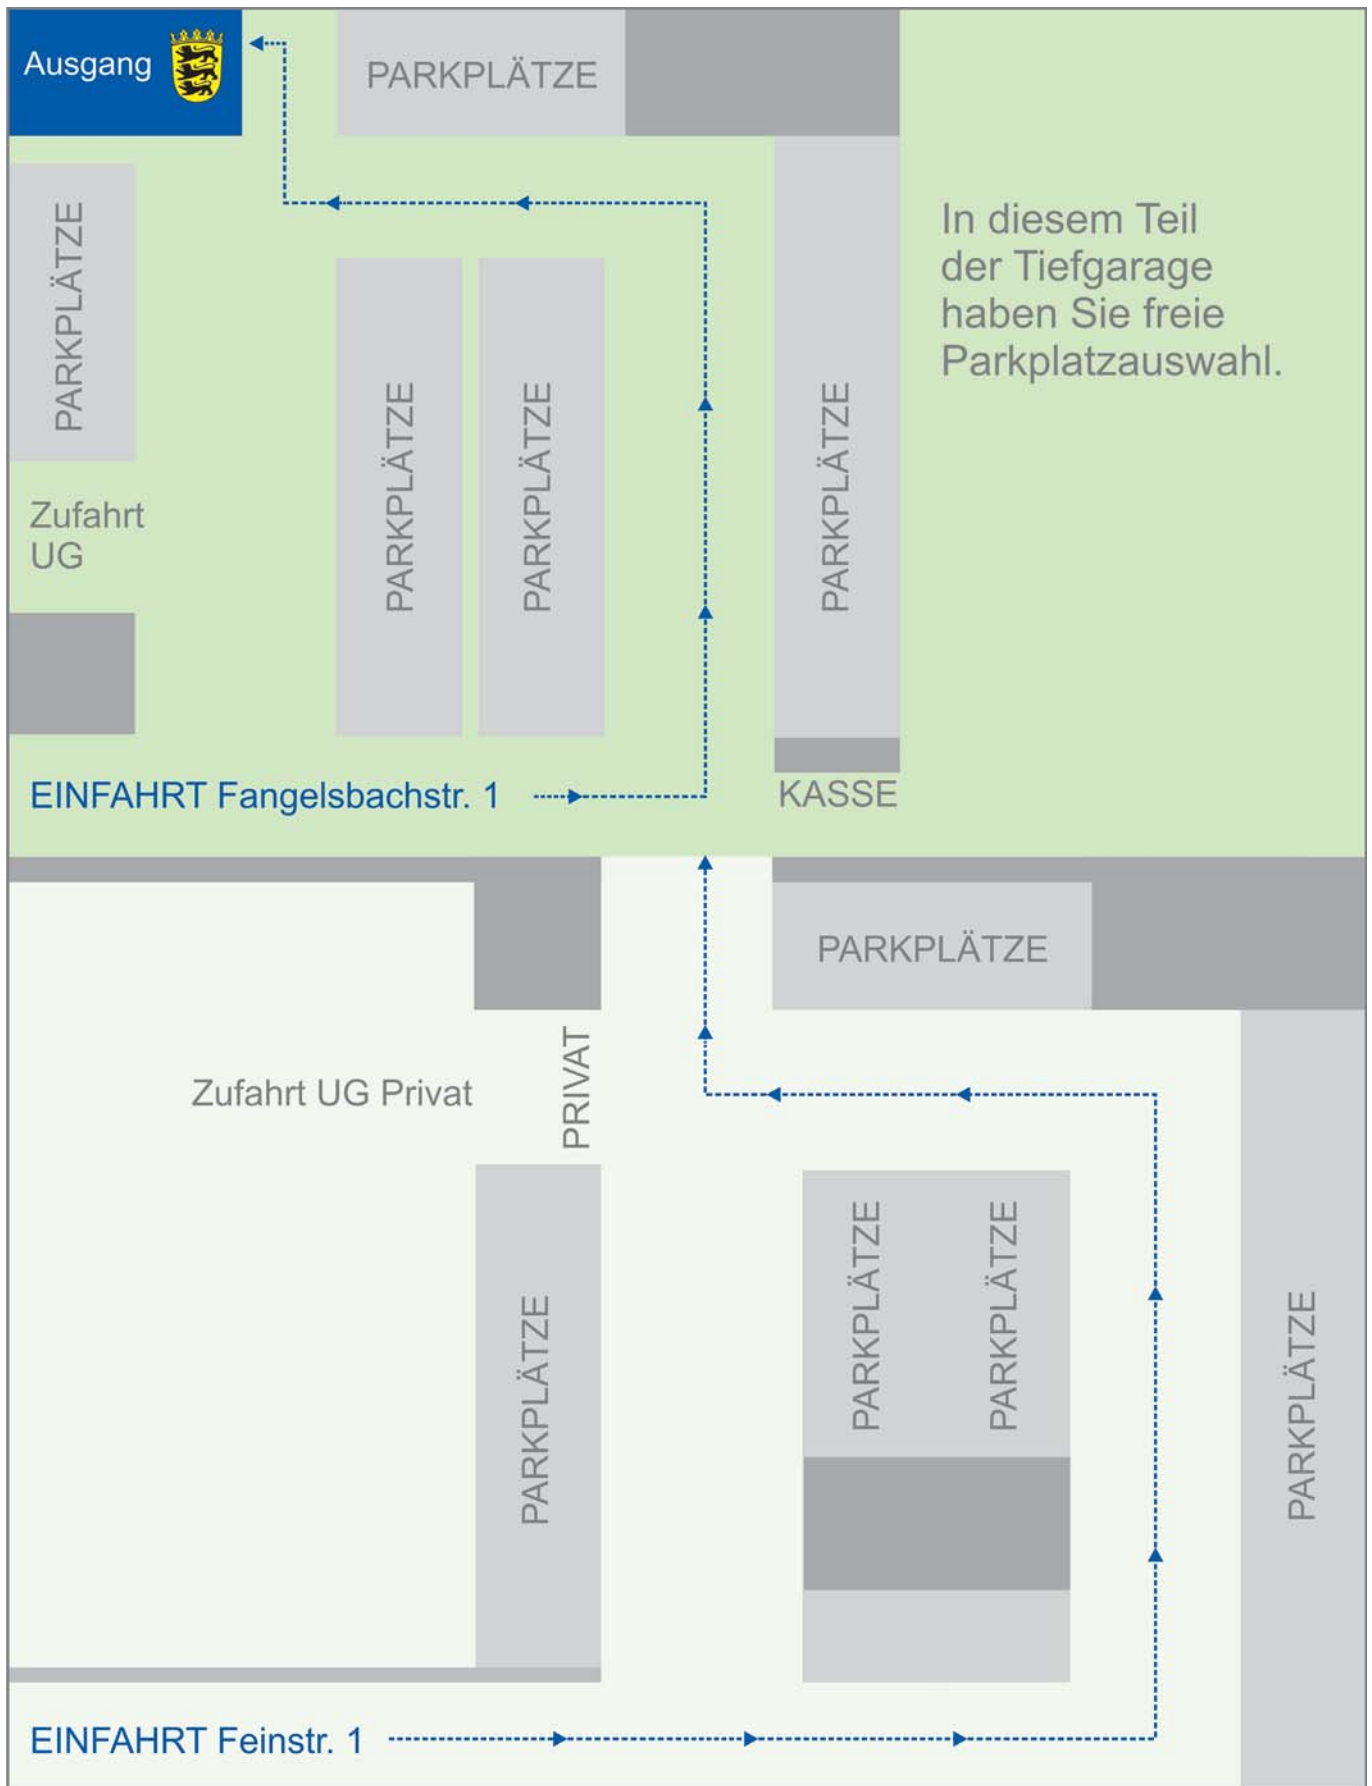 Ausgang
PARKPLÄTZE
PARKPLÄTZE
In diesem Teil
der Tiefgarage
haben Sie freie
Parkplatzauswahl.
PARKPLÄTZE
PARKPLÄTZE
PARKPLÄTZE
Zufahrt
UG
EINFAHRT Fangelsbachstr. 1
KASSE
PARKPLÄTZE
Zufahrt UG Privat
PRIVAT
PARKPLÄTZE
PARKPLÄTZE
PARKPLÄTZE
PARKPLÄTZE
EINFAHRT Feinstr. 1